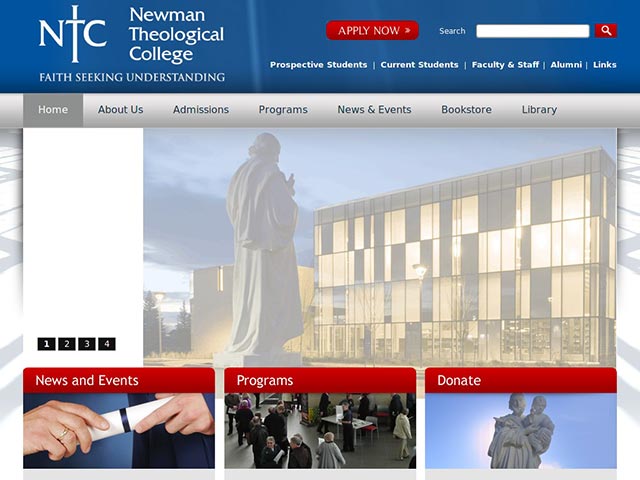 NTC
Newman
Theological
College
FAITH SEEKING UNDERSTANDING
APPLY NOW »
Search
Prospective Students | Current Students | Faculty & Staff | Alumni | Links
Home About Us Admissions Programs News & Events Bookstore Library
1 2 3 4
News and Events Programs Donate